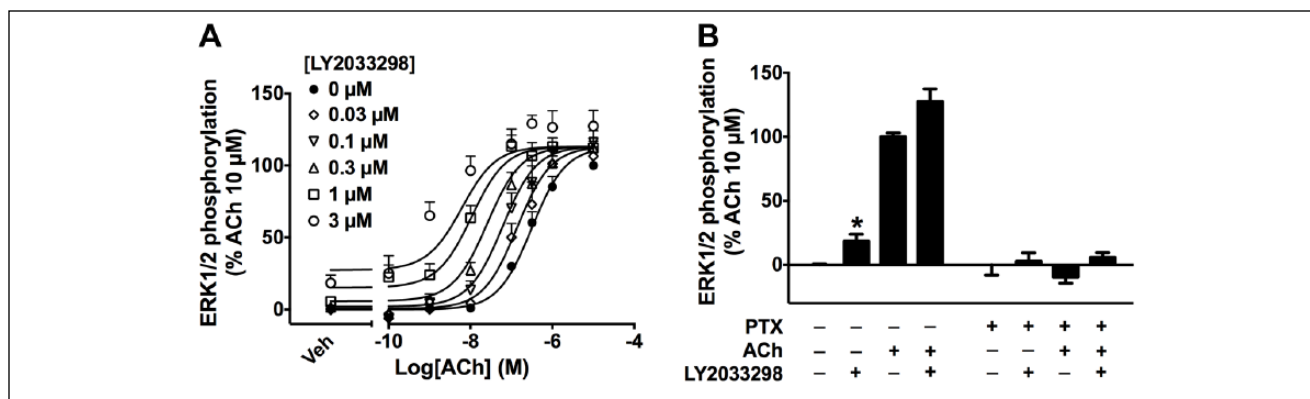 A
[LY2033298]
0 µM
0.03 µM
0.1 µM
0.3 µM
1 µM
3 µM
ERK1/2 phosphorylation
(% ACh 10 µM)
150
100
50
0
Veh
-10
-8
-6
-4
Log[ACh] (M)
B
ERK1/2 phosphorylation
(% ACh 10 µM)
150
100
50
0
*
PTX − − − − + + + +
ACh − − + + − − + +
LY2033298 − + − + − + − +